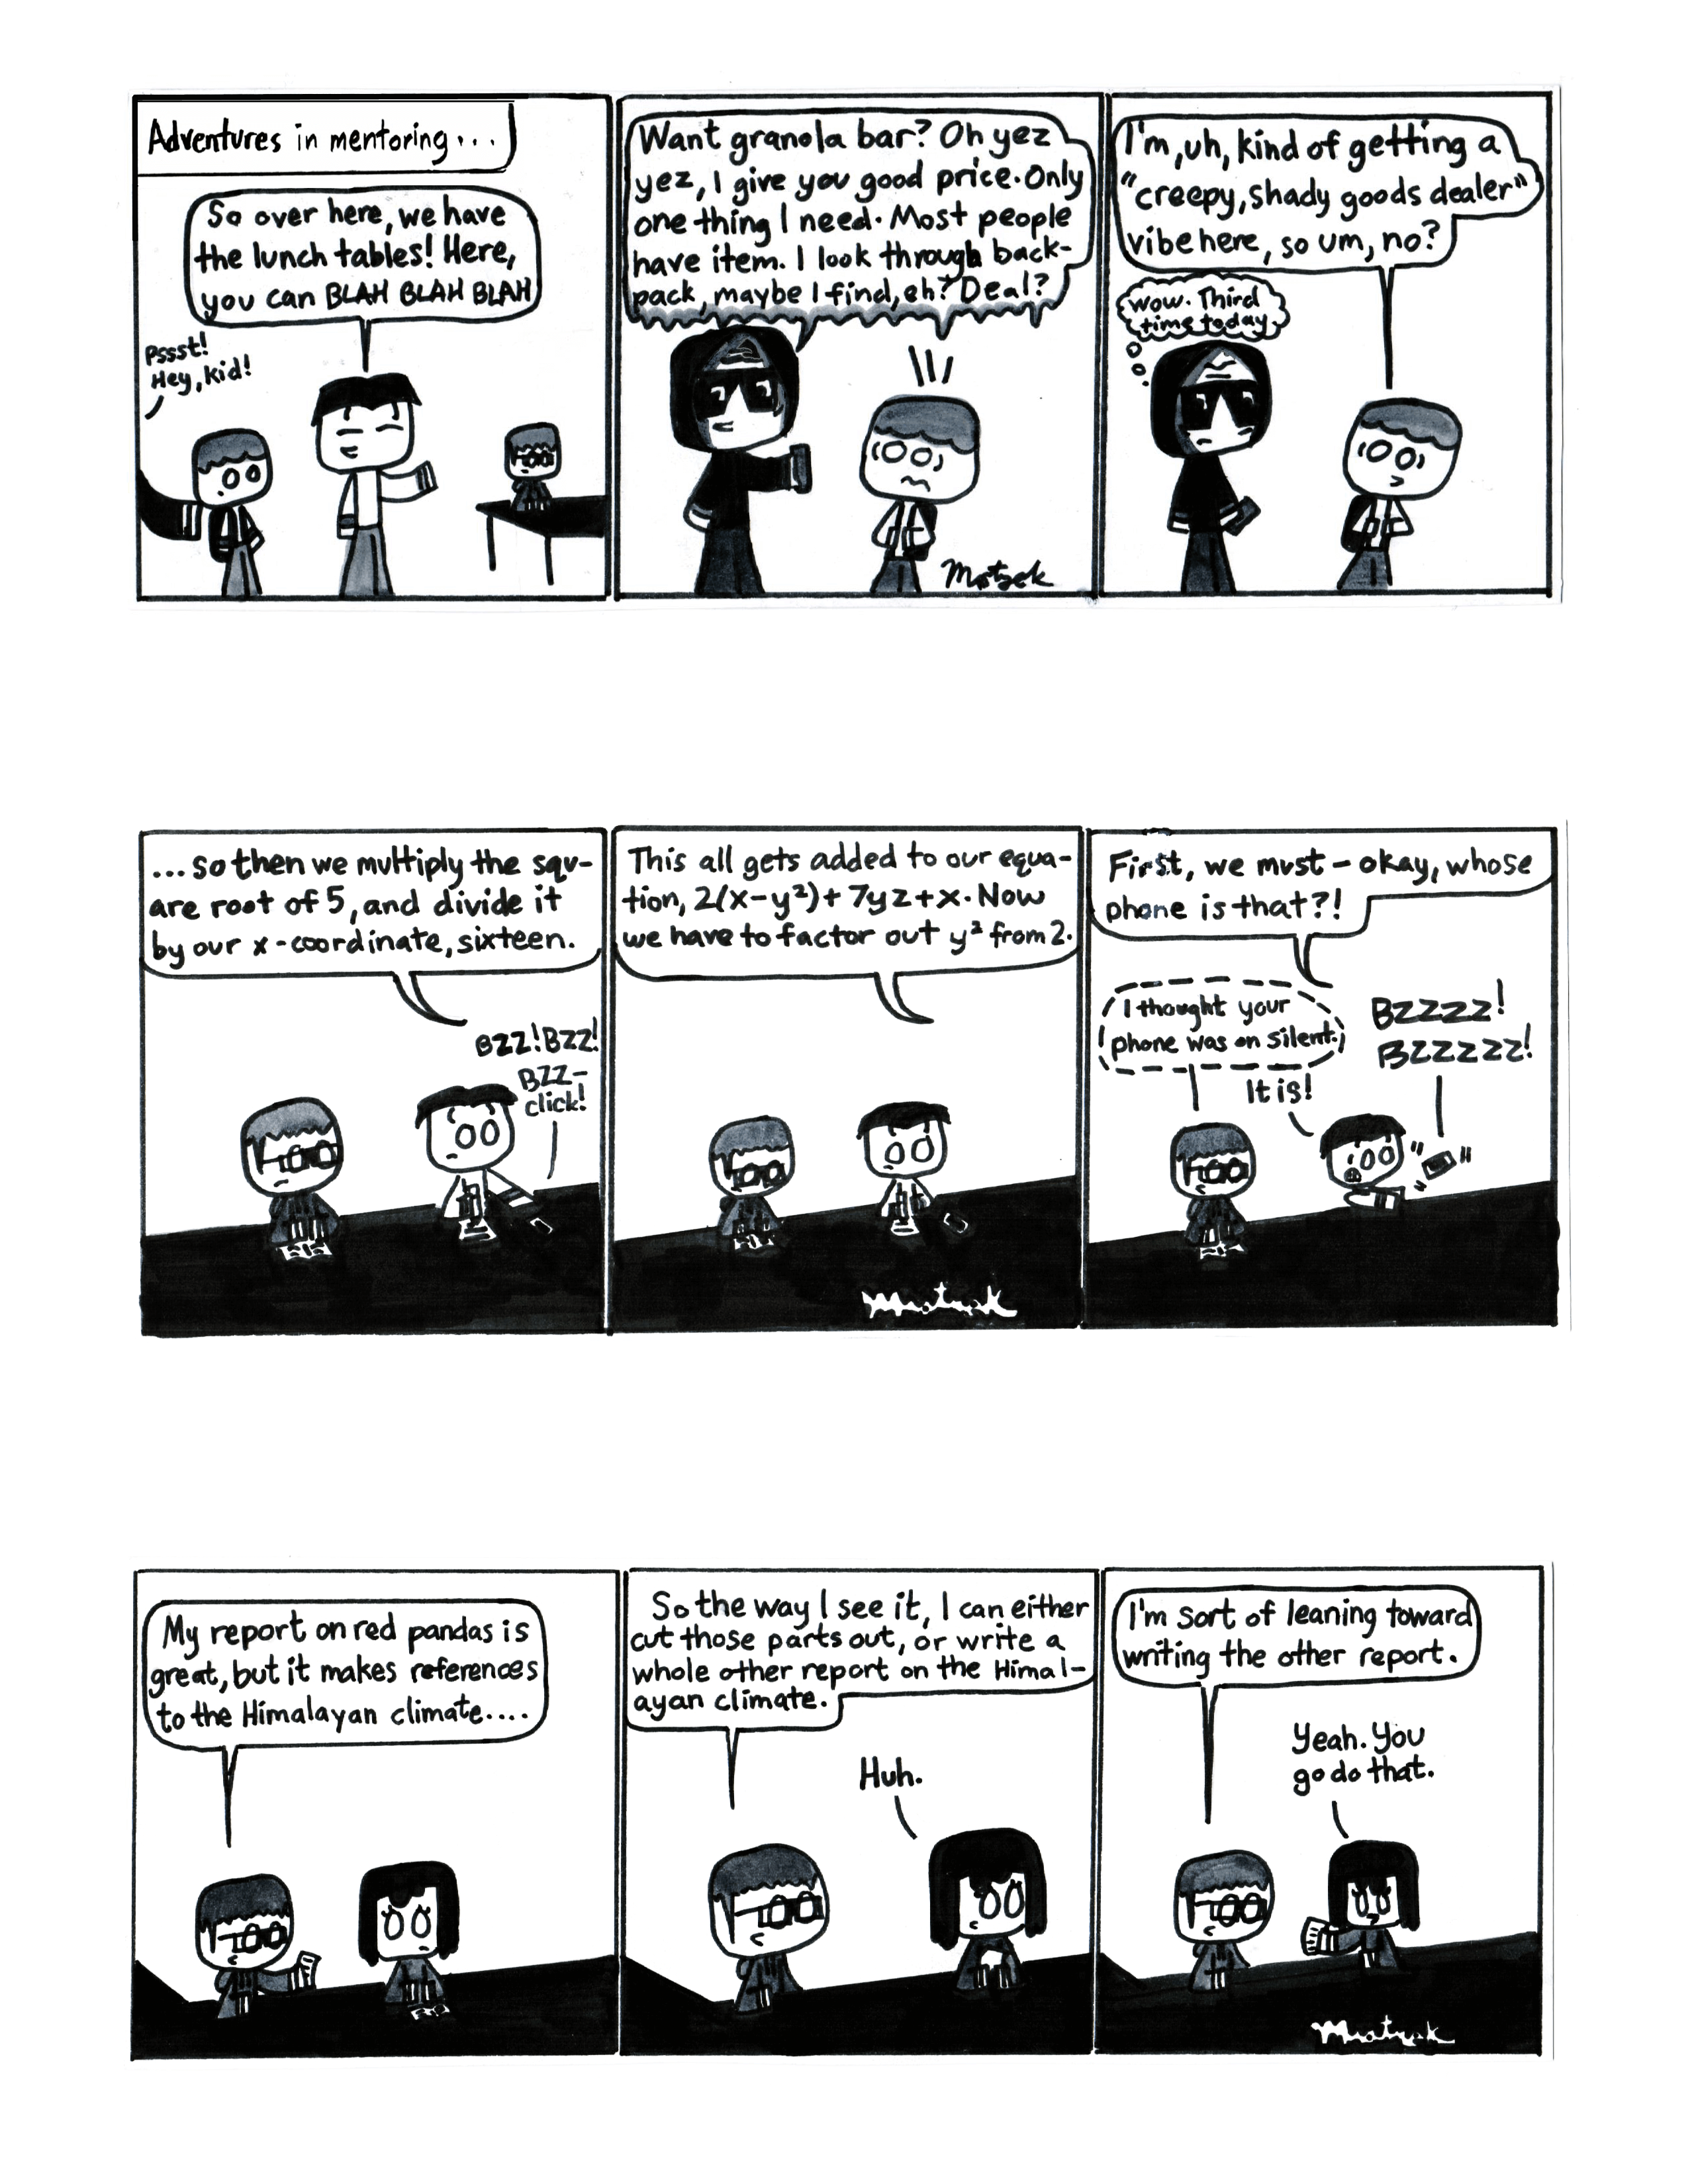 Adventures in mentoring...
So over here, we have
the lunch tables! Here,
you can BLAH BLAH BLAH
Pssst!
Hey, kid!
Want granola bar? Oh yez
yez, I give you good price. Only
one thing I need. Most people
have item. I look through back-
pack, maybe I find, eh? Deal?
Matzek
I'm, uh, kind of getting a
"creepy, shady goods dealer"
vibe here, so um, no?
Wow. Third
time today
...so then we multiply the squ-
are root of 5, and divide it
by our x-coordinate, sixteen.
BZZ! BZZ!
BZZ-
click!
This all gets added to our equa-
tion, 2(x-y²)+7yz+x. Now
we have to factor out y² from 2.
First, we must - okay, whose
phone is that?!
I thought your
phone was on silent.
It is!
BZZZZ!
BZZZZZ!
My report on red pandas is
great, but it makes references
to the Himalayan climate....
So the way I see it, I can either
cut those parts out, or write a
whole other report on the Himal-
ayan climate.
Huh.
I'm sort of leaning toward
writing the other report.
Yeah. You
go do that.